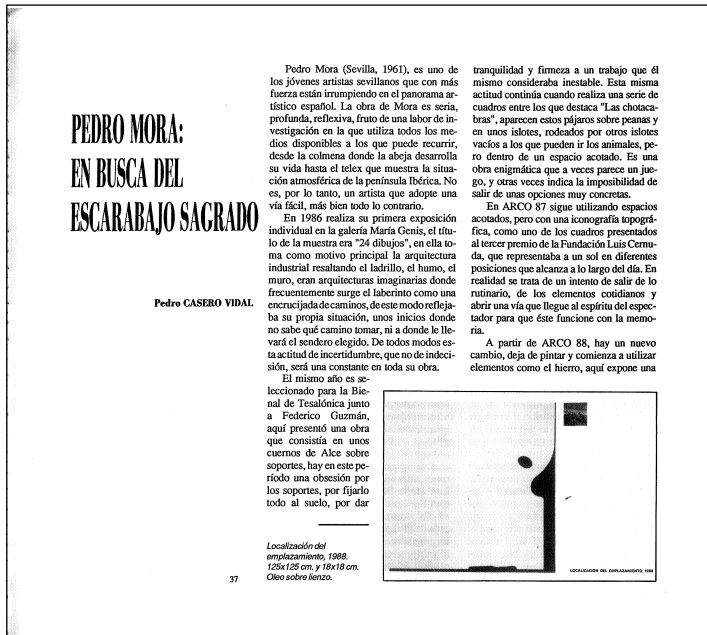 PEDRO MORA:
EN BUSCA DEL
ESCARABAJO SAGRADO
Pedro CASERO VIDAL
Pedro Mora (Sevilla, 1961), es uno de
los jóvenes artistas sevillanos que con más
fuerza están irrumpiendo en el panorama ar-
tístico español. La obra de Mora es seria,
profunda, reflexiva, fruto de una labor de in-
vestigación en la que utiliza todos los me-
dios disponibles a los que puede recurrir,
desde la colmena donde la abeja desarrolla
su vida hasta el telex que muestra la situa-
ción atmosférica de la península Ibérica. No
es, por lo tanto, un artista que adopte una
vía fácil, más bien todo lo contrario.
En 1986 realiza su primera exposición
individual en la galería María Genis, el títu-
lo de la muestra era "24 dibujos", en ella to-
ma como motivo principal la arquitectura
industrial resaltando el ladrillo, el humo, el
muro, eran arquitecturas imaginarias donde
frecuentemente surge el laberinto como una
encrucijada de caminos, de este modo refleja-
ba su propia situación, unos inicios donde
no sabe qué camino tomar, ni a donde le lle-
vará el sendero elegido. De todos modos es-
ta actitud de incertidumbre, que no de indeci-
sión, será una constante en toda su obra.
El mismo año es se-
leccionado para la Bie-
nal de Tesalónica junto
a Federico Guzmán,
aquí presentó una obra
que consistía en unos
cuernos de Alce sobre
soportes, hay en este pe-
ríodo una obsesión por
los soportes, por fijarlo
todo al suelo, por dar
Localización del
emplazamiento, 1988.
125x125 cm. y 18x18 cm.
Oleo sobre lienzo.
37
tranquilidad y firmeza a un trabajo que él
mismo consideraba inestable. Esta misma
actitud continúa cuando realiza una serie de
cuadros entre los que destaca "Las chotaca-
bras", aparecen estos pájaros sobre peanas y
en unos islotes, rodeados por otros islotes
vacíos a los que pueden ir los animales, pe-
ro dentro de un espacio acotado. Es una
obra enigmática que a veces parece un jue-
go, y otras veces indica la imposibilidad de
salir de unas opciones muy concretas.
En ARCO 87 sigue utilizando espacios
acotados, pero con una iconografía topográ-
fica, como uno de los cuadros presentados
al tercer premio de la Fundación Luis Cernu-
da, que representaba a un sol en diferentes
posiciones que alcanza a lo largo del día. En
realidad se trata de un intento de salir de lo
rutinario, de los elementos cotidianos y
abrir una vía que llegue al espíritu del espec-
tador para que éste funcione con la memo-
ria.
A partir de ARCO 88, hay un nuevo
cambio, deja de pintar y comienza a utilizar
elementos como el hierro, aquí expone una
LOCALIZACIÓN DEL EMPLAZAMIENTO, 1988